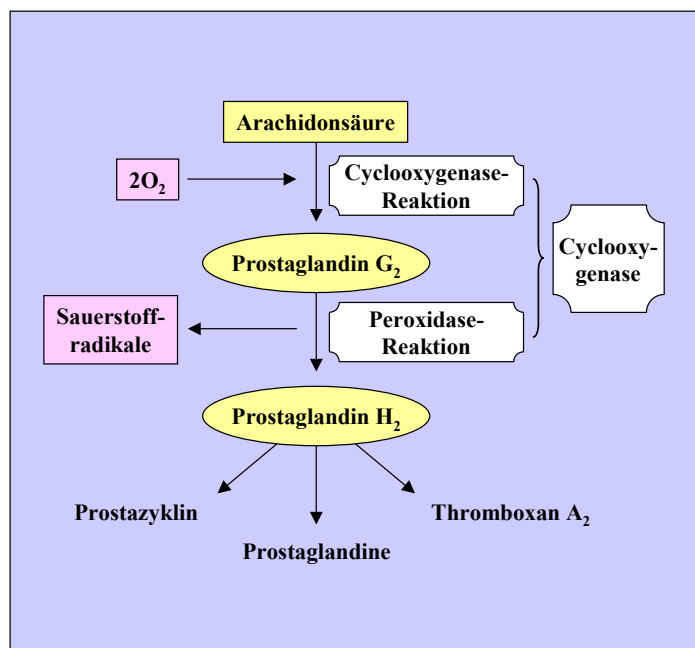 Arachidonsäure
2O₂
Cyclooxygenase-
Reaktion
Cyclooxy-
genase
Prostaglandin G₂
Sauerstoff-
radikale
Peroxidase-
Reaktion
Prostaglandin H₂
Prostazyklin
Thromboxan A₂
Prostaglandine